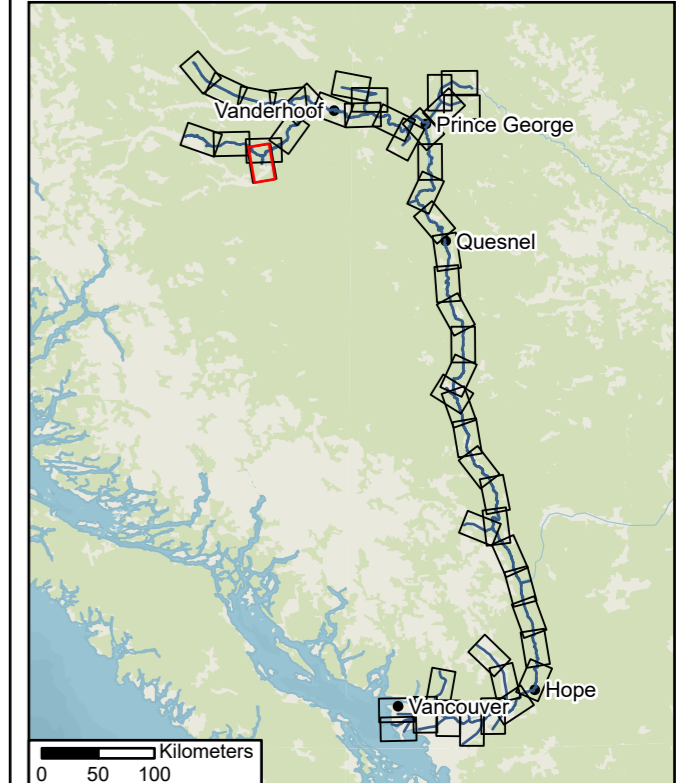 Vanderhoof
Prince George
Quesnel
Hope
Vancouver
Kilometers
0 50 100